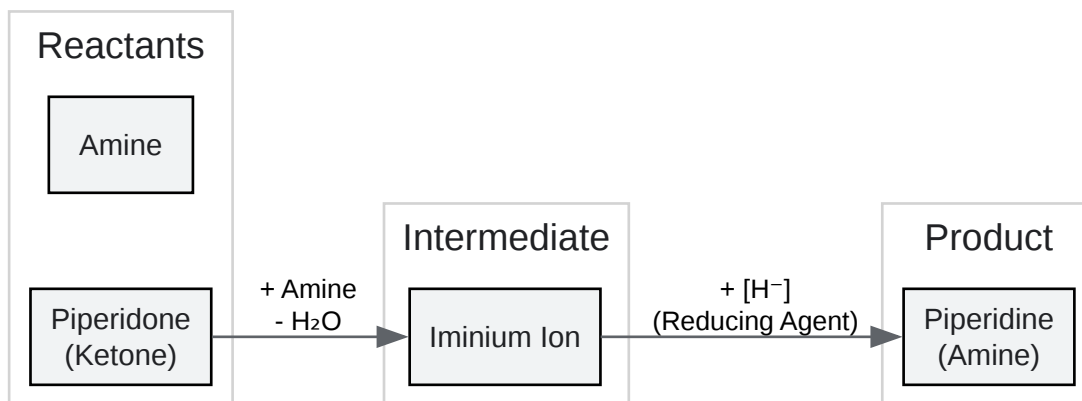 Reactants
Amine
Piperidone
(Ketone)
+ Amine
- H₂O
Intermediate
Iminium Ion
+ [H⁻]
(Reducing Agent)
Product
Piperidine
(Amine)